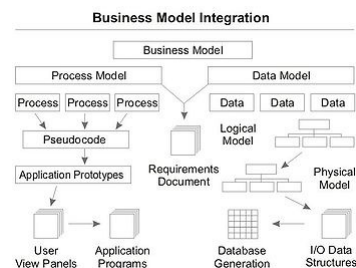 Business Model Integration
Business Model
Process Model
Data Model
Process
Process
Process
Data
Data
Data
Pseudocode
Logical
Model
Application Prototypes
Requirements
Document
Physical
Model
User
View Panels
Application
Programs
Database
Generation
I/O Data
Structures